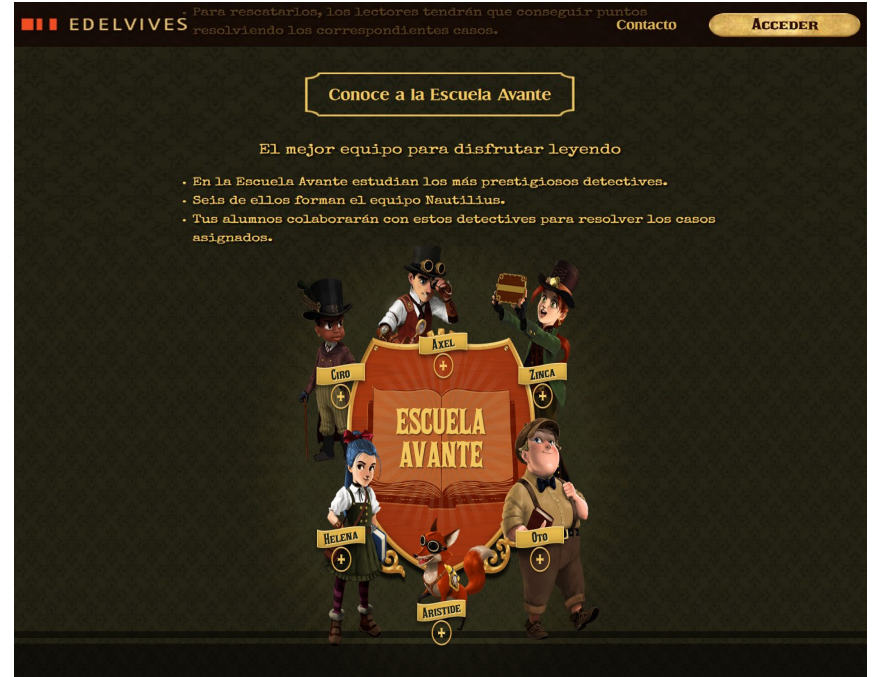 · Para rescatarlos, los lectores tendrán que conseguir puntos
EDELVIVES
resolviendo los correspondientes casos.
Contacto
ACCEDER
Conoce a la Escuela Avante
El mejor equipo para disfrutar leyendo
· En la Escuela Avante estudian los más prestigiosos detectives.
· Seis de ellos forman el equipo Nautilius.
· Tus alumnos colaborarán con estos detectives para resolver los casos
asignados.
AXEL
CIRO
ZINCA
ESCUELA
AVANTE
HELENA
OTO
ARISTIDE